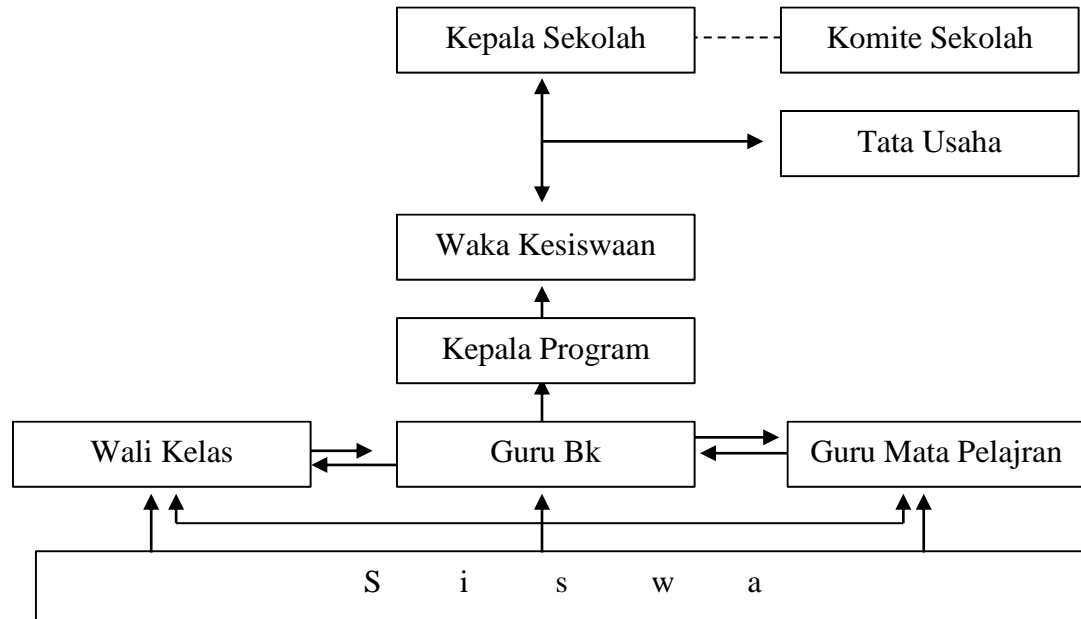 Kepala Sekolah
Komite Sekolah
Tata Usaha
Waka Kesiswaan
Kepala Program
Wali Kelas
Guru Bk
Guru Mata Pelajran
S i s w a